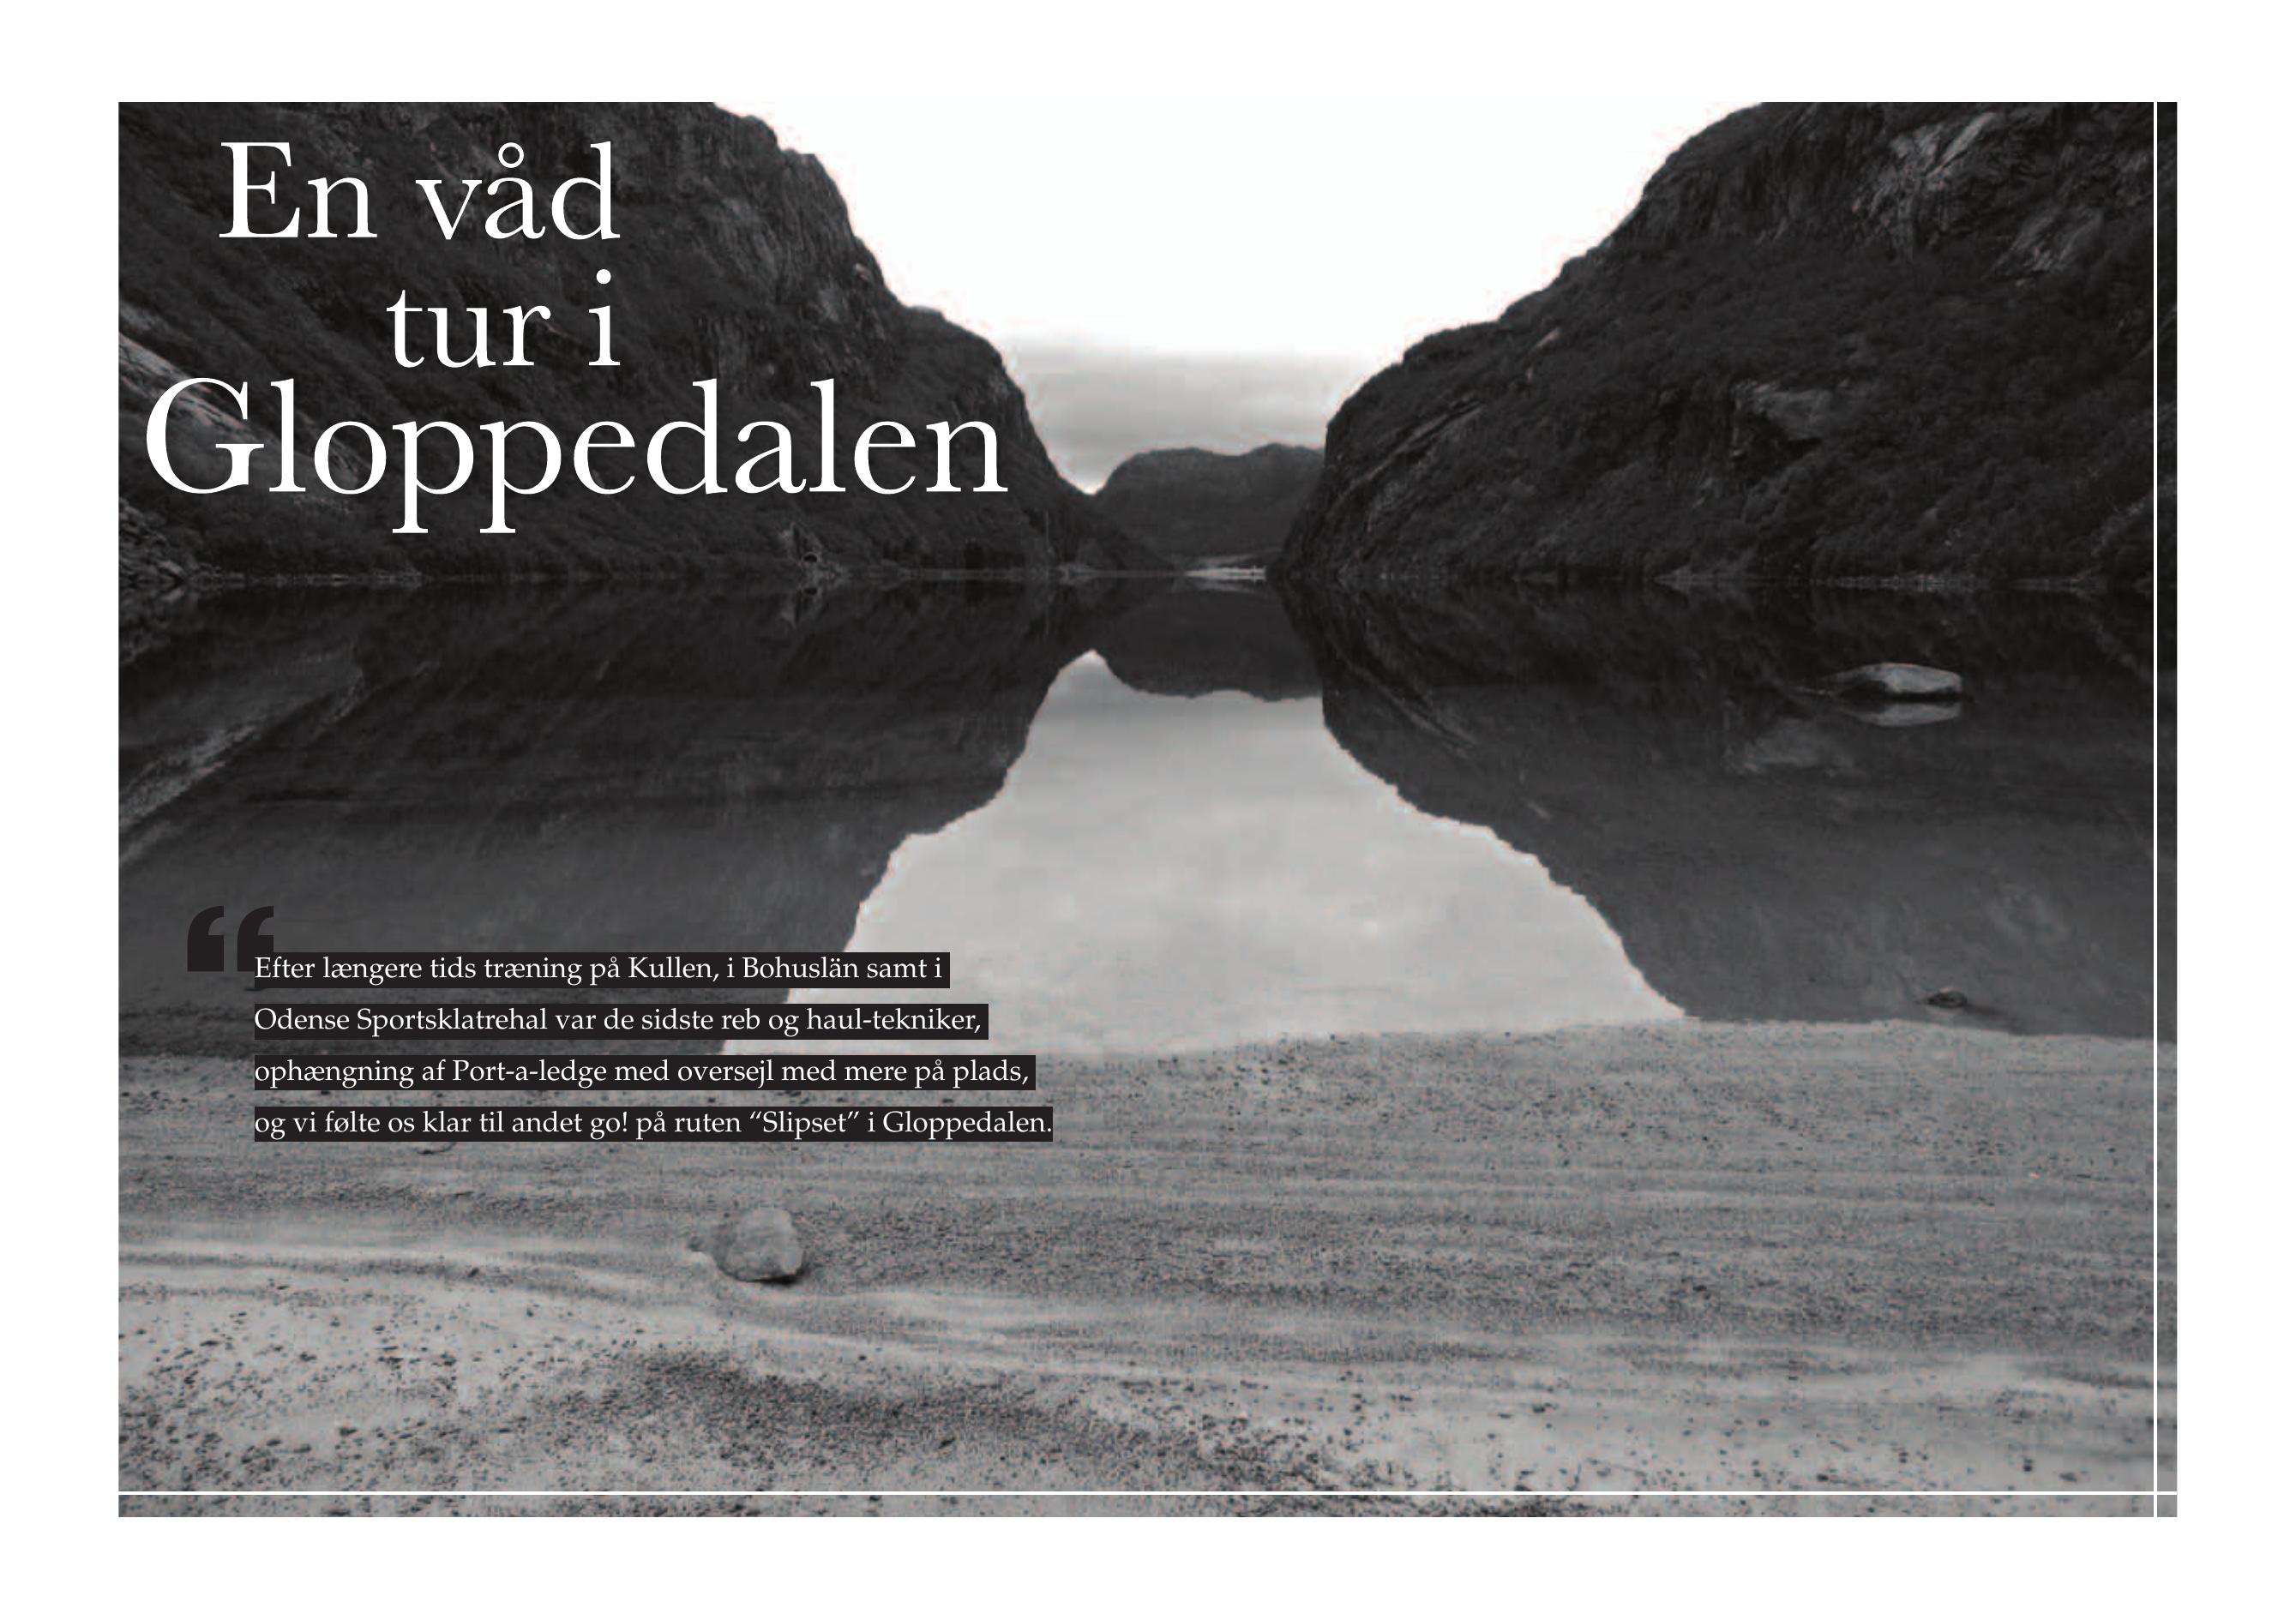 En våd
tur i
Gloppedalen
“
Efter længere tids træning på Kullen, i Bohuslän samt i
Odense Sportsklatrehal var de sidste reb og haul-tekniker,
ophængning af Port-a-ledge med oversejl med mere på plads,
og vi følte os klar til andet go! på ruten “Slipset” i Gloppedalen.